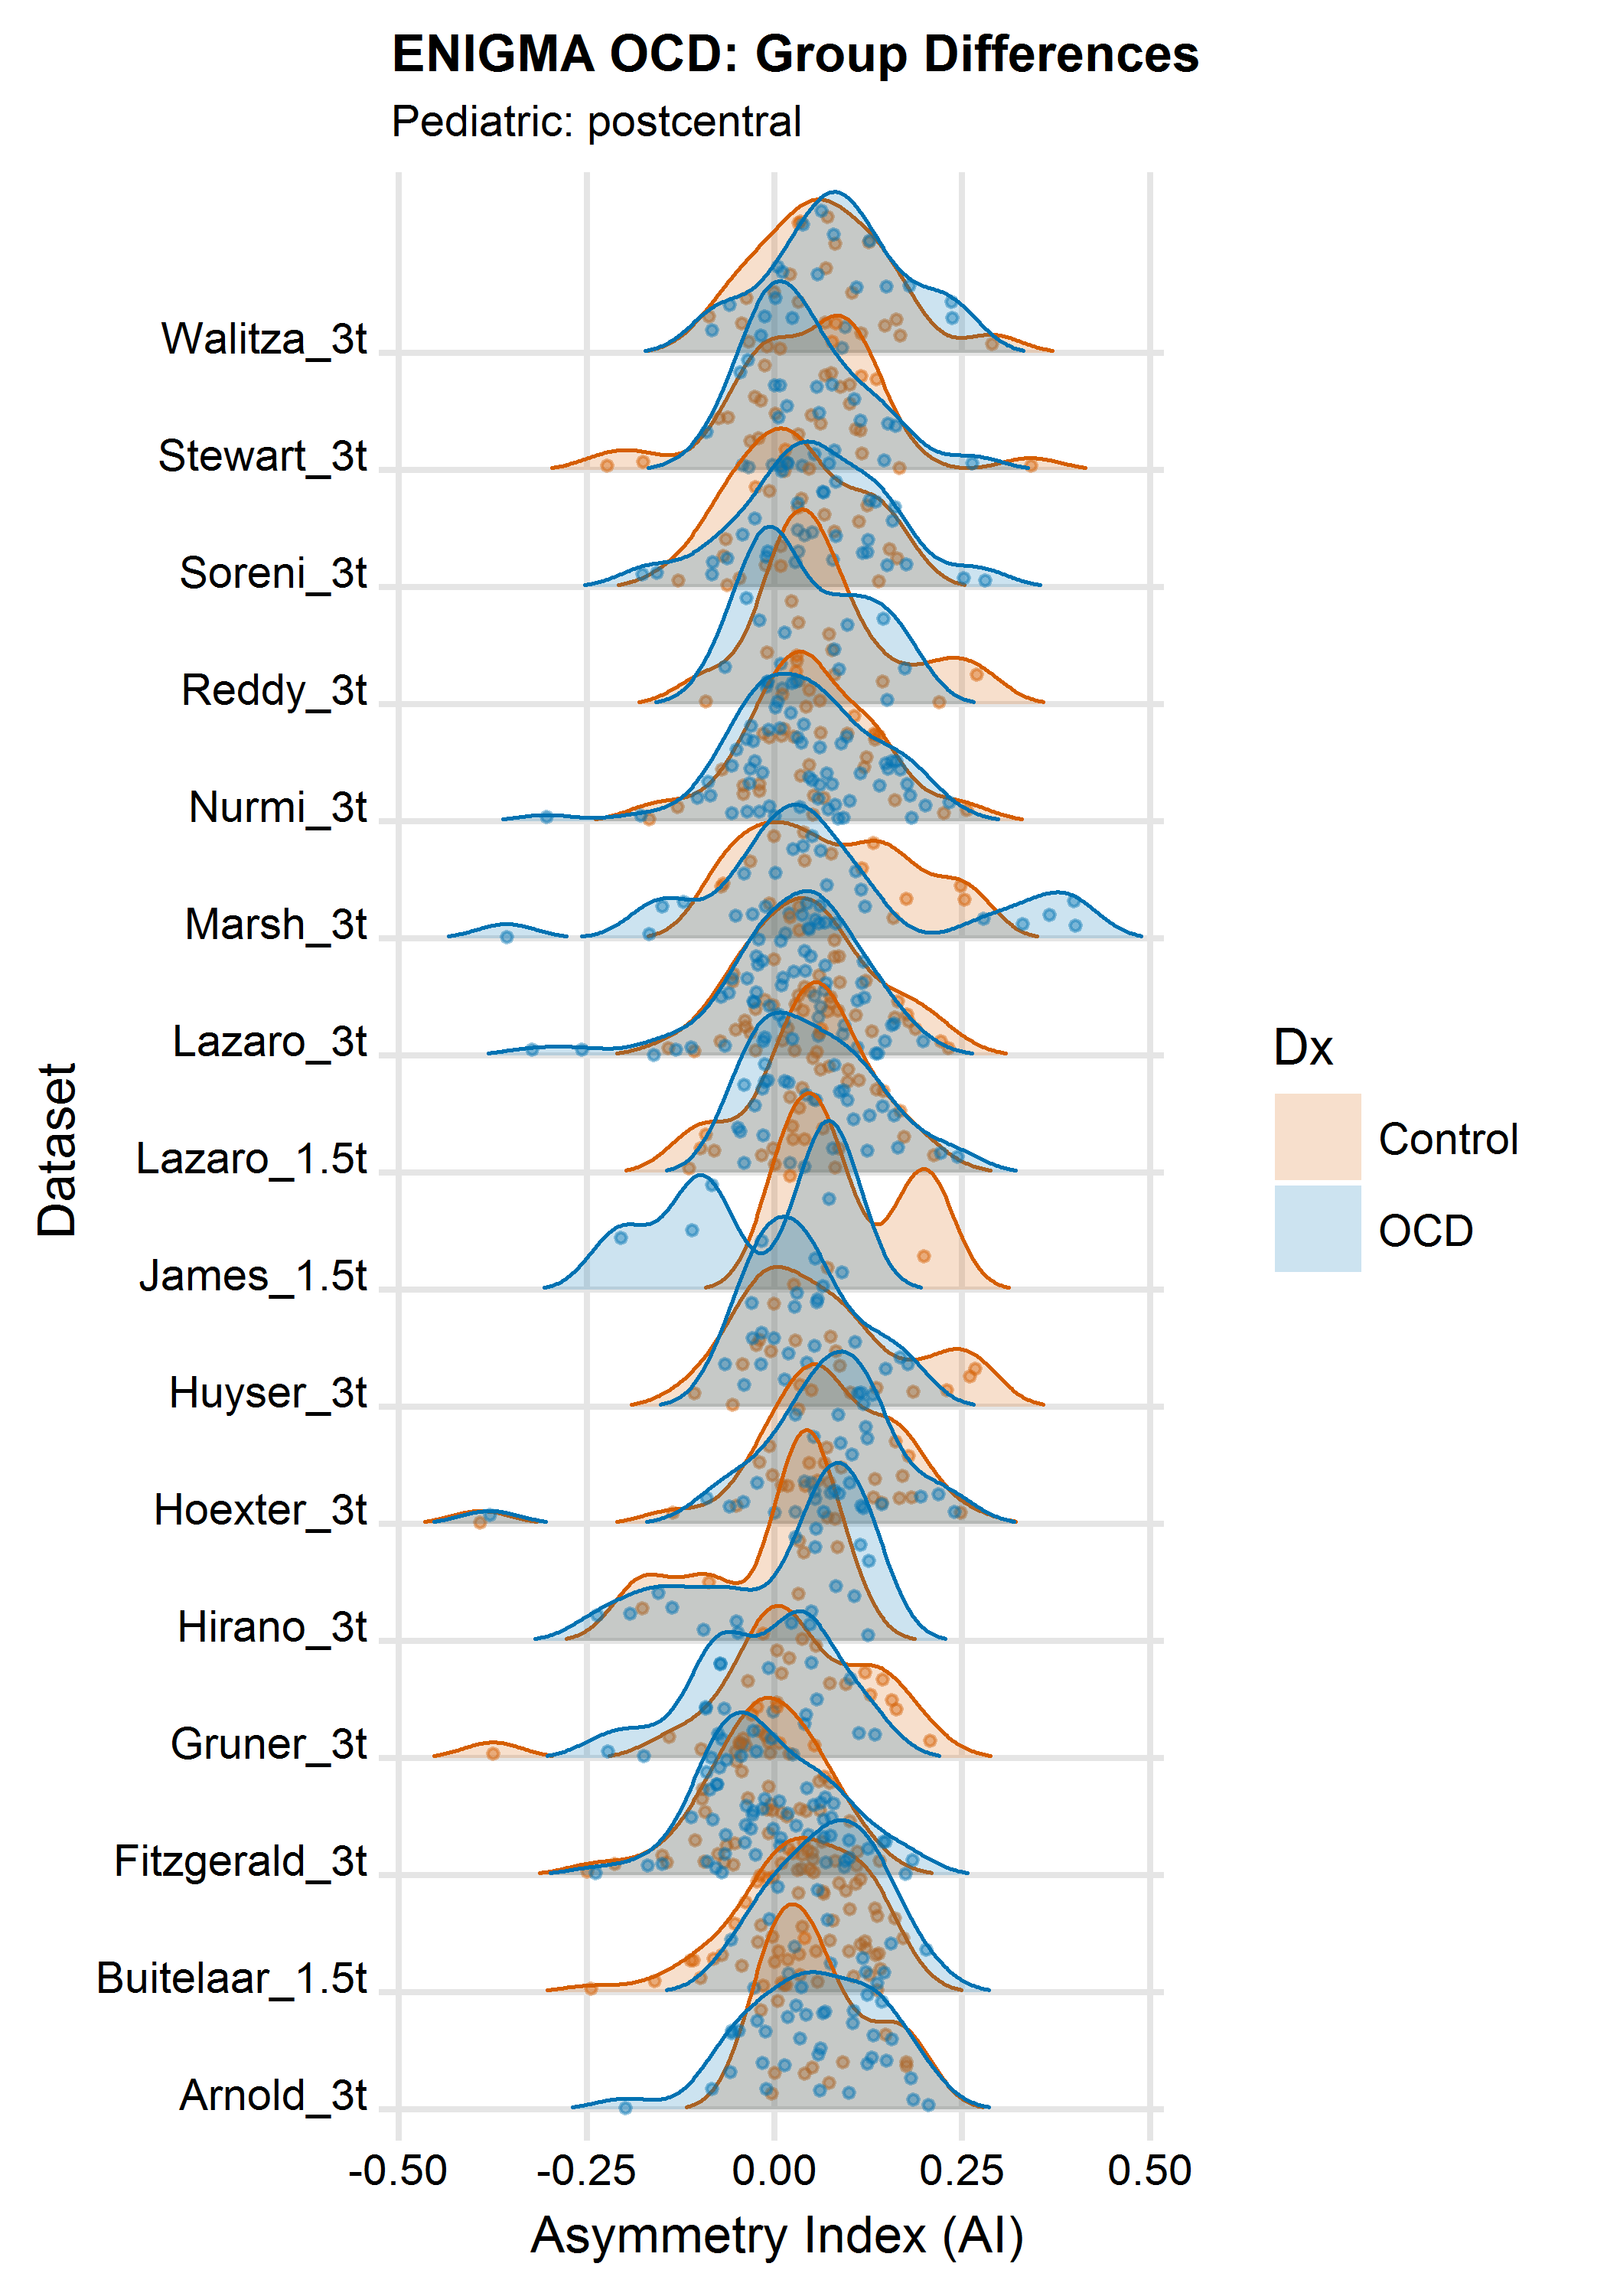 ENIGMA OCD: Group Differences
Pediatric: postcentral
Walitza_3t
Stewart_3t
Soreni_3t
Reddy_3t
Nurmi_3t
Marsh_3t
Lazaro_3t
Lazaro_1.5t
James_1.5t
Huyser_3t
Hoexter_3t
Hirano_3t
Gruner_3t
Fitzgerald_3t
Buitelaar_1.5t
Arnold_3t
Dataset
-0.50 -0.25 0.00 0.25 0.50
Asymmetry Index (AI)
Dx
Control
OCD